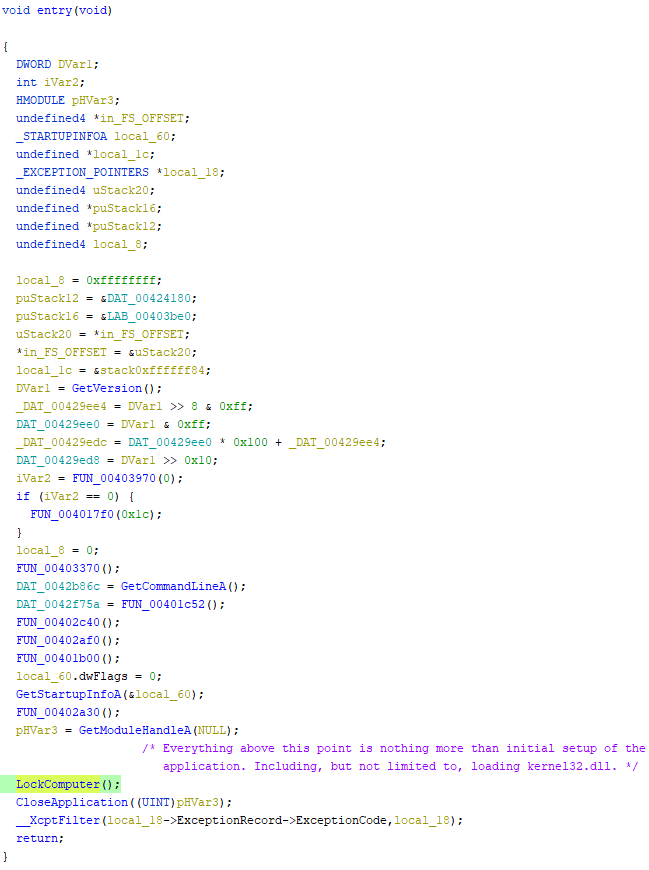 void entry(void)
{
DWORD DVar1;
int iVar2;
HMODULE pHVar3;
undefined4 *in_FS_OFFSET;
_STARTUPINFOA local_60;
undefined *local_1c;
_EXCEPTION_POINTERS *local_18;
undefined4 uStack20;
undefined *puStack16;
undefined *puStack12;
undefined4 local_8;
local_8 = 0xffffffff;
puStack12 = &DAT_00424180;
puStack16 = &LAB_00403be0;
uStack20 = *in_FS_OFFSET;
*in_FS_OFFSET = &uStack20;
local_1c = &stack0xffffff84;
DVar1 = GetVersion();
_DAT_00429ee4 = DVar1 >> 8 & 0xff;
DAT_00429ee0 = DVar1 & 0xff;
_DAT_00429edc = DAT_00429ee0 * 0x100 + _DAT_00429ee4;
DAT_00429ed8 = DVar1 >> 0x10;
iVar2 = FUN_00403970(0);
if (iVar2 == 0) {
FUN_004017f0(0x1c);
}
local_8 = 0;
FUN_00403370();
DAT_0042b86c = GetCommandLineA();
DAT_0042f75a = FUN_00401c52();
FUN_00402c40();
FUN_00402af0();
FUN_00401b00();
local_60.dwFlags = 0;
GetStartupInfoA(&local_60);
FUN_00402a30();
pHVar3 = GetModuleHandleA(NULL);
/* Everything above this point is nothing more than initial setup of the
application. Including, but not limited to, loading kernel32.dll. */
LockComputer();
CloseApplication((UINT)pHVar3);
__XcptFilter(local_18->ExceptionRecord->ExceptionCode,local_18);
return;
}